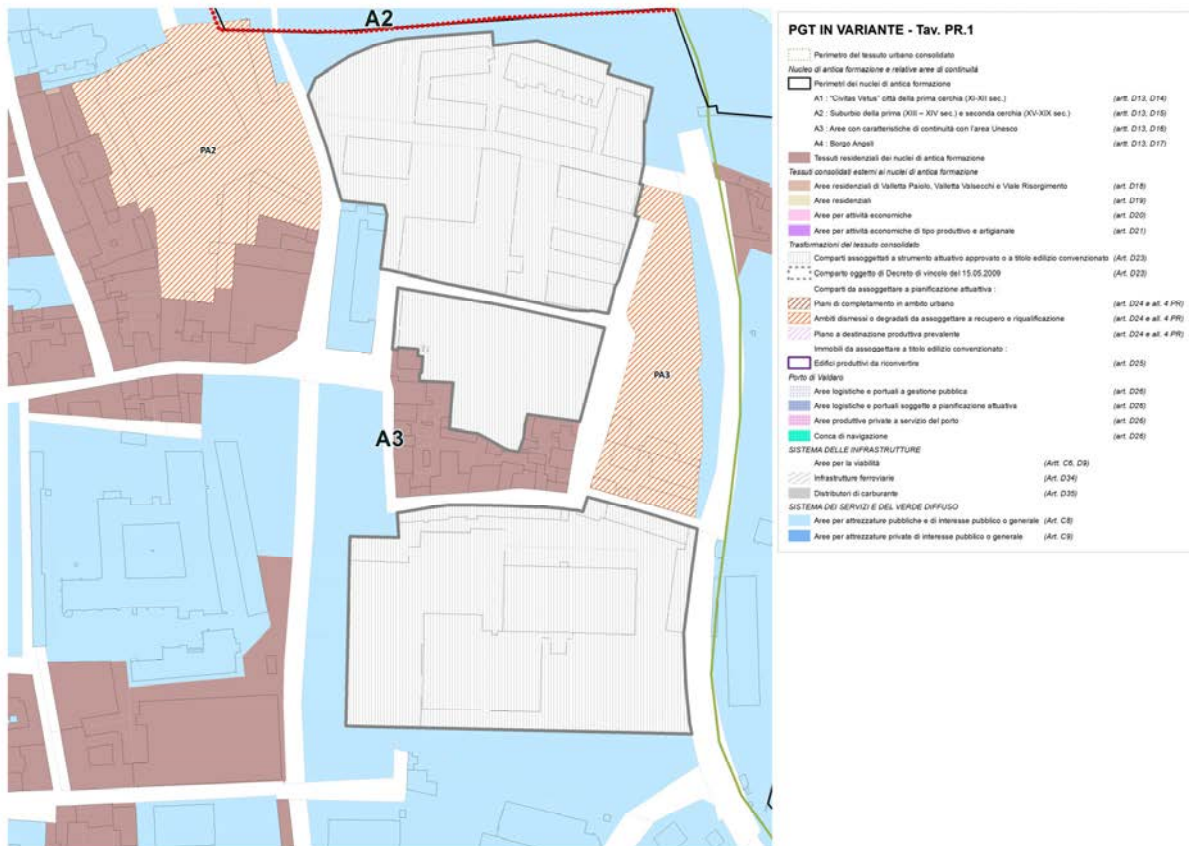 A2
PA2
PA3
A3
PGT IN VARIANTE - Tav. PR.1
Perimetro del tessuto urbano consolidato
Nucleo di antica formazione e relative aree di continuità
Perimetri dei nuclei di antica formazione
A1 : "Civitas Vetus" città della prima cerchia (XI-XII sec.) (artt. D13, D14)
A2 : Suburbio della prima (XIII – XIV sec.) e seconda cerchia (XV-XIX sec.) (artt. D13, D15)
A3 : Aree con caratteristiche di continuità con l'area Unesco (artt. D13, D16)
A4 : Borgo Angeli (artt. D13, D17)
Tessuti residenziali dei nuclei di antica formazione
Tessuti consolidati esterni ai nuclei di antica formazione
Aree residenziali di Valletta Paiolo, Valletta Valsecchi e Viale Risorgimento (art. D18)
Aree residenziali (art. D19)
Aree per attività economiche (art. D20)
Aree per attività economiche di tipo produttivo e artigianale (art. D21)
Trasformazioni del tessuto consolidato
Comparti assoggettati a strumento attuativo approvato o a titolo edilizio convenzionato (Art. D23)
Comparto oggetto di Decreto di vincolo del 15.05.2009 (Art. D23)
Comparti da assoggettare a pianificazione attuattiva :
Piani di completamento in ambito urbano (art. D24 e all. 4 PR)
Ambiti dismessi o degradati da assoggettare a recupero e riqualificazione (art. D24 e all. 4 PR)
Piano a destinazione produttiva prevalente (art. D24 e all. 4 PR)
Immobili da assoggettare a titolo edilizio convenzionato :
Edifici produttivi da riconvertire (art. D25)
Porto di Valdaro
Aree logistiche e portuali a gestione pubblica (art. D26)
Aree logistiche e portuali soggette a pianificazione attuativa (art. D26)
Aree produttive private a servizio del porto (art. D26)
Conca di navigazione (art. D26)
SISTEMA DELLE INFRASTRUTTURE
Aree per la viabilità (Artt. C6, D9)
Infrastrutture ferroviarie (Art. D34)
Distributori di carburante (Art. D35)
SISTEMA DEI SERVIZI E DEL VERDE DIFFUSO
Aree per attrezzature pubbliche e di interesse pubblico o generale (Art. C8)
Aree per attrezzature private di interesse pubblico o generale (Art. C9)